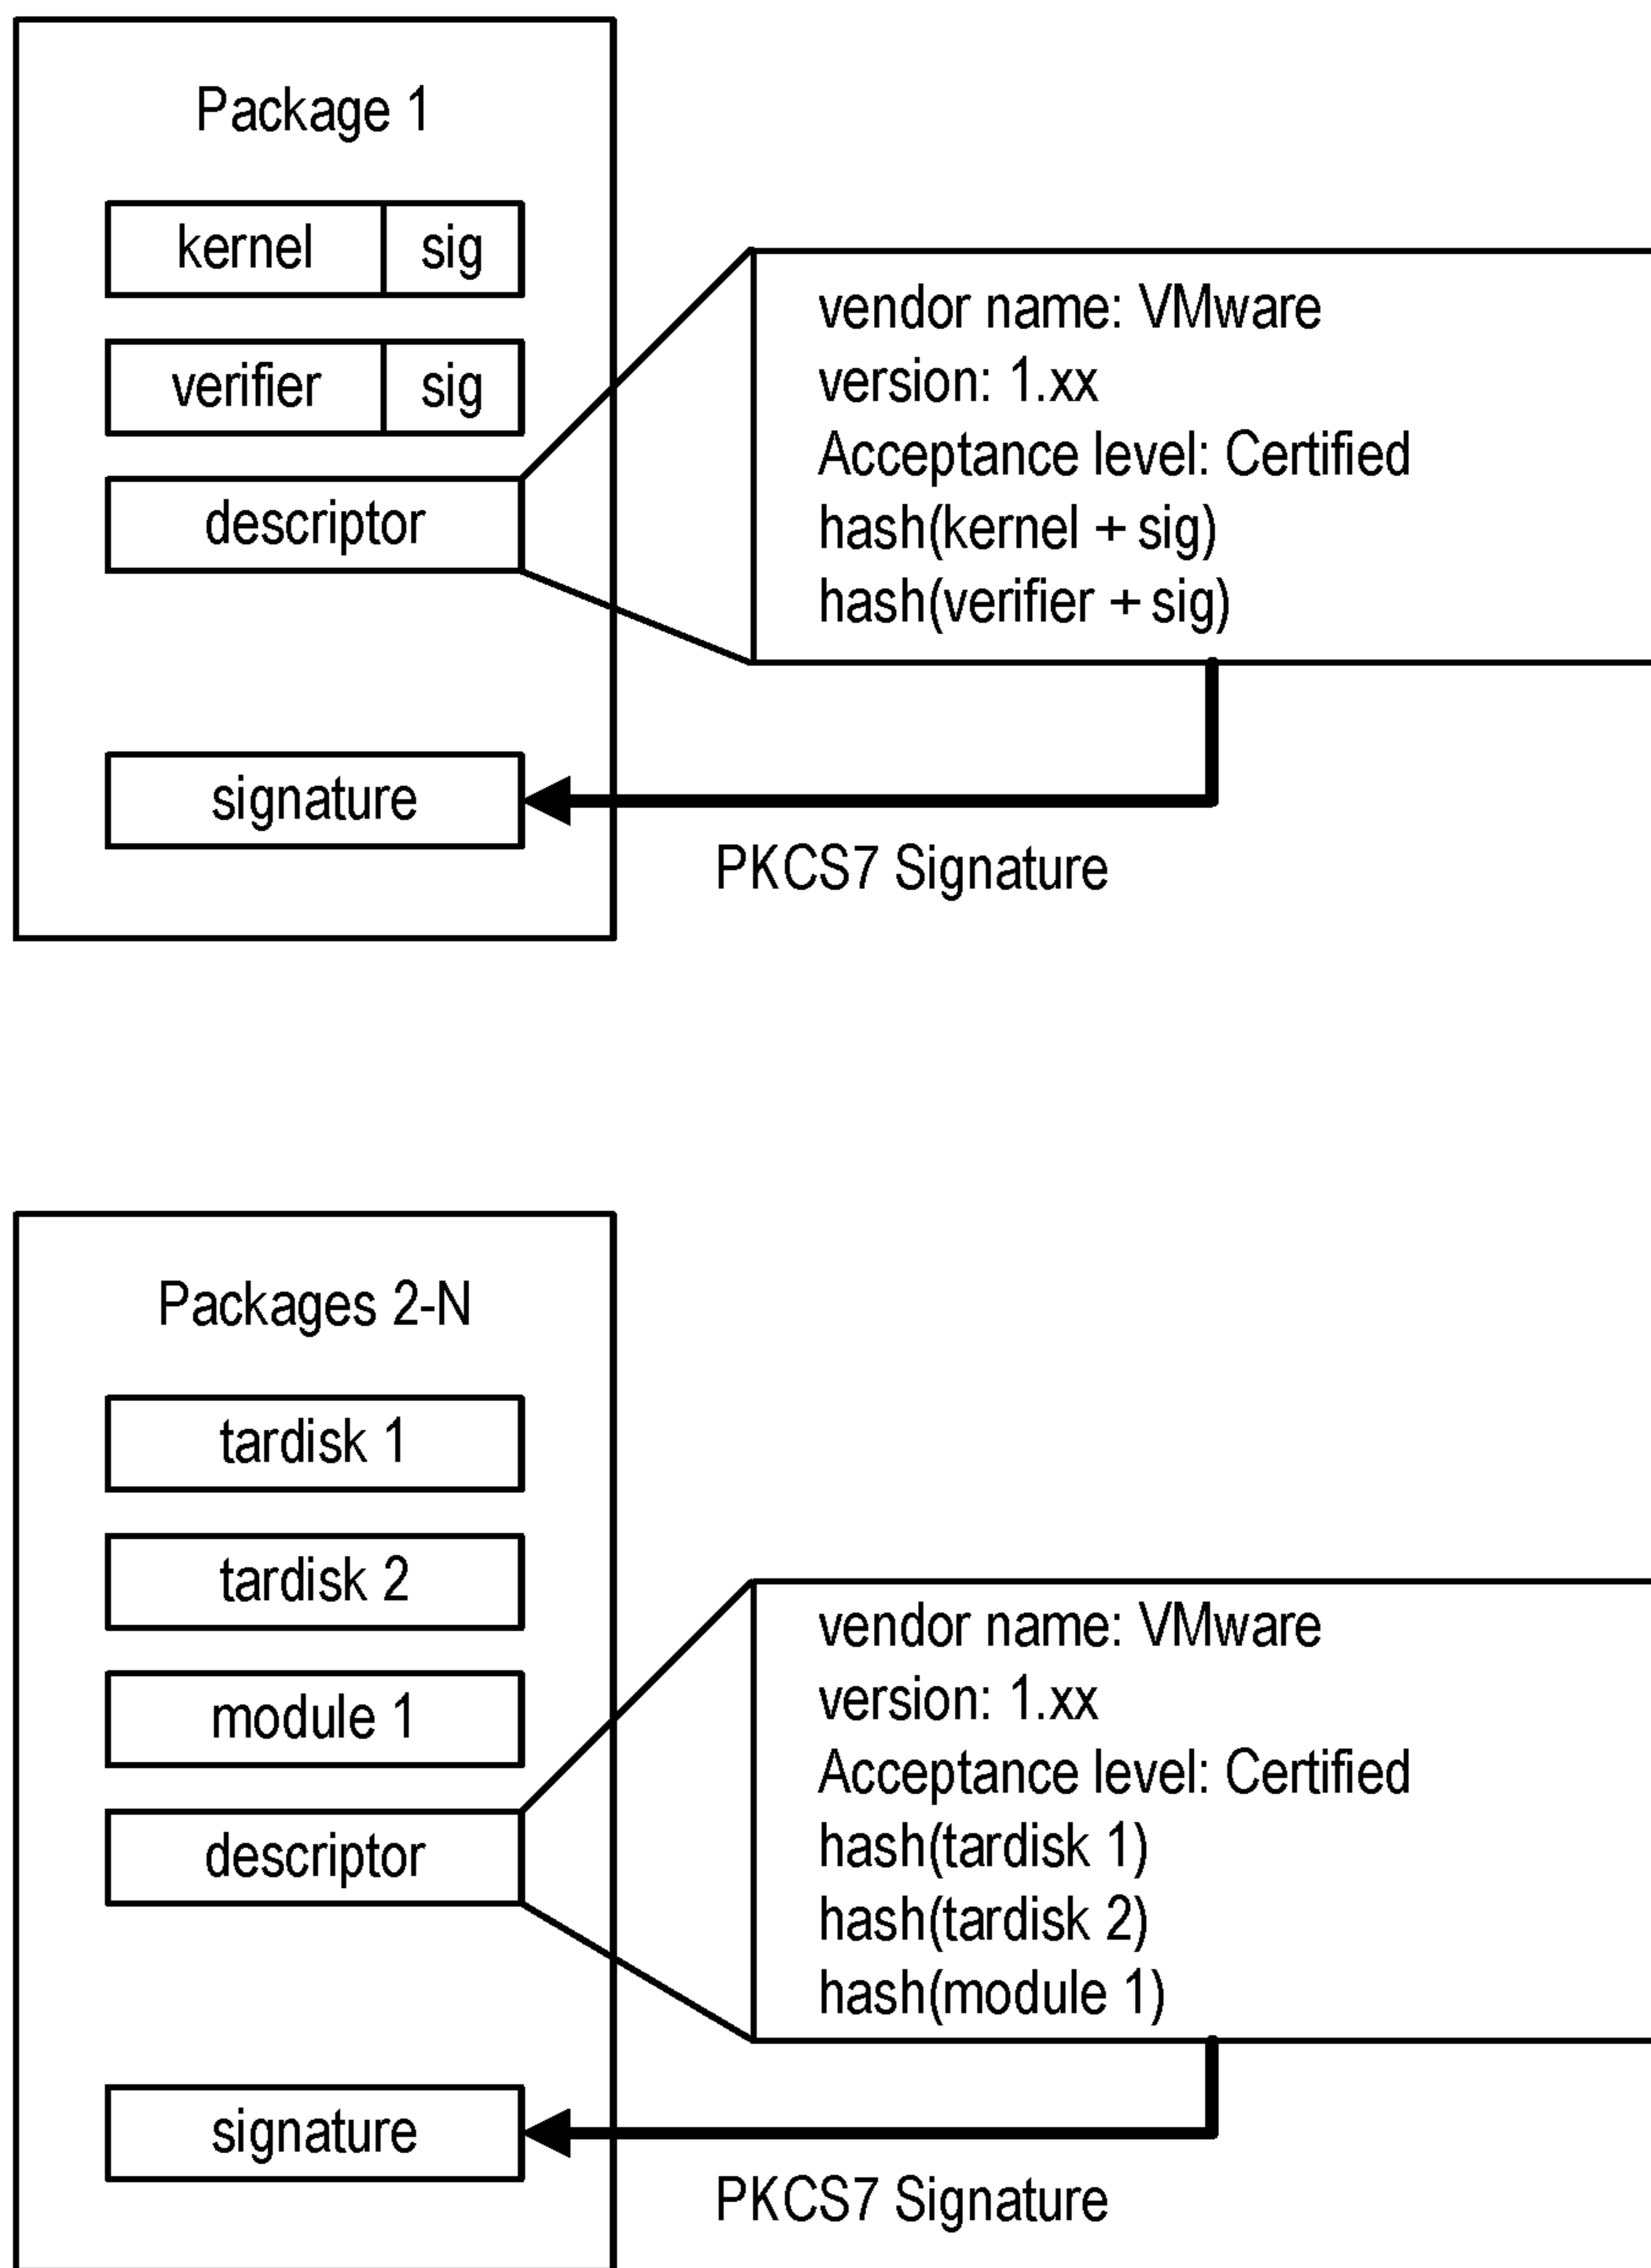 Package 1
kernel sig
verifier sig
descriptor
signature
vendor name: VMware
version: 1.xx
Acceptance level: Certified
hash(kernel + sig)
hash(verifier + sig)
PKCS7 Signature
Packages 2-N
tardisk 1
tardisk 2
module 1
descriptor
signature
vendor name: VMware
version: 1.xx
Acceptance level: Certified
hash(tardisk 1)
hash(tardisk 2)
hash(module 1)
PKCS7 Signature